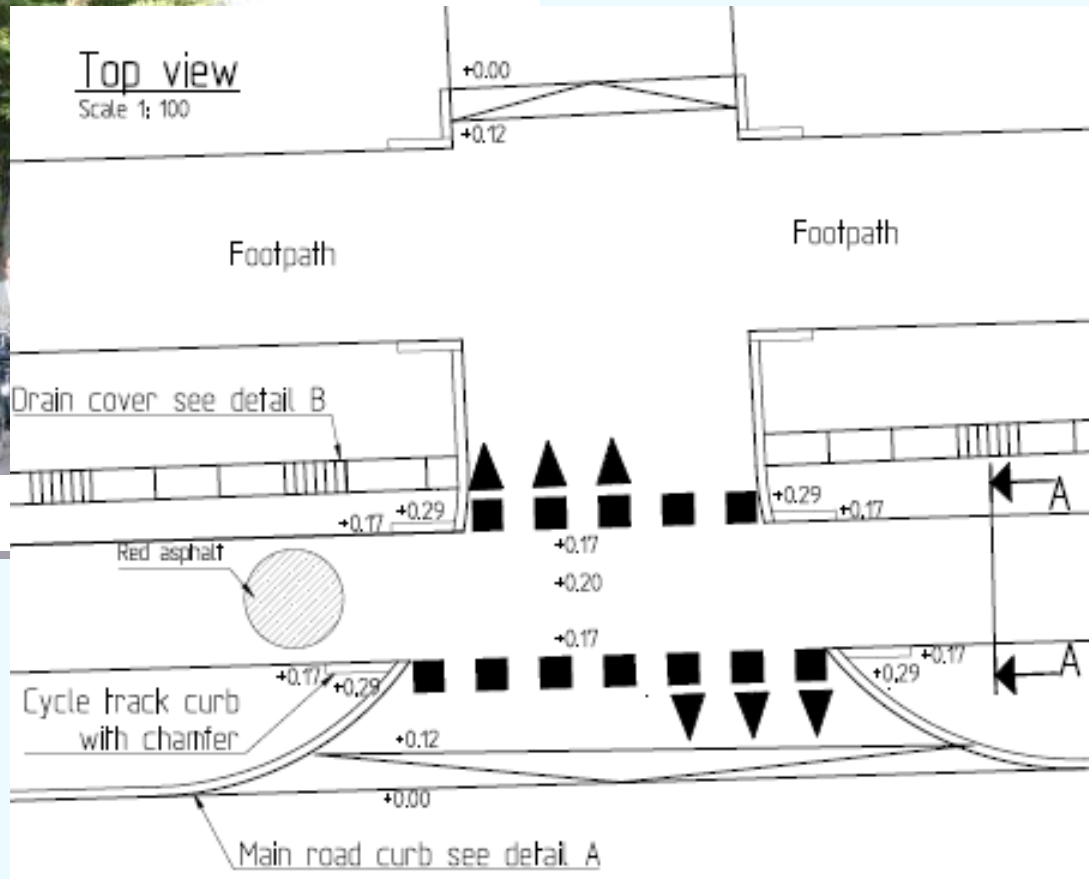 Top view
Scale 1: 100
+0.00
+0.12
Footpath
Footpath
Drain cover see detail B
+0.29
+0.17
+0.29
+0.17
+0.17
Red asphalt
+0.20
+0.17
A
+0.17
+0.29
+0.17
+0.29
A
Cycle track curb
with chamfer
+0.12
+0.00
Main road curb see detail A